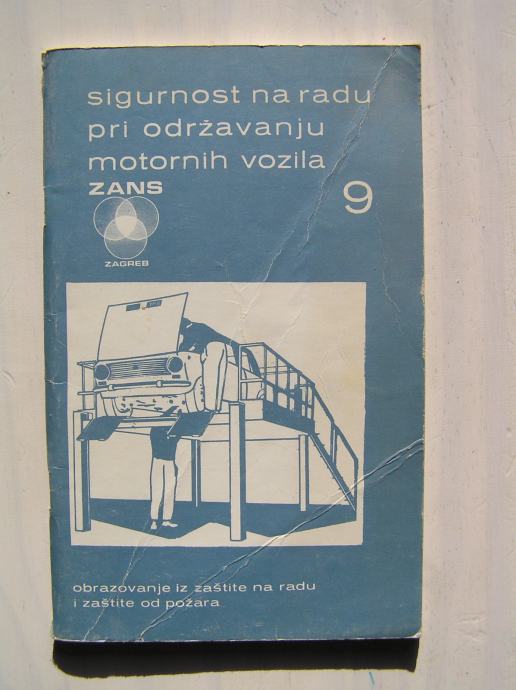 sigurnost na radu
pri održavanju
motornih vozila
ZANS
9
ZAGREB
obrazovanje iz zaštite na radu
i zaštite od požara